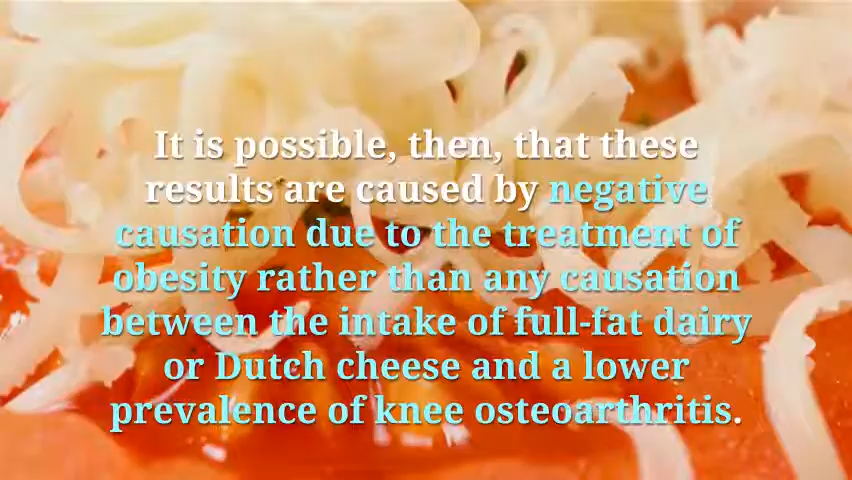 It is possible, then, that these
results are caused by negative
causation due to the treatment of
obesity rather than any causation
between the intake of full-fat dairy
or Dutch cheese and a lower
prevalence of knee osteoarthritis.